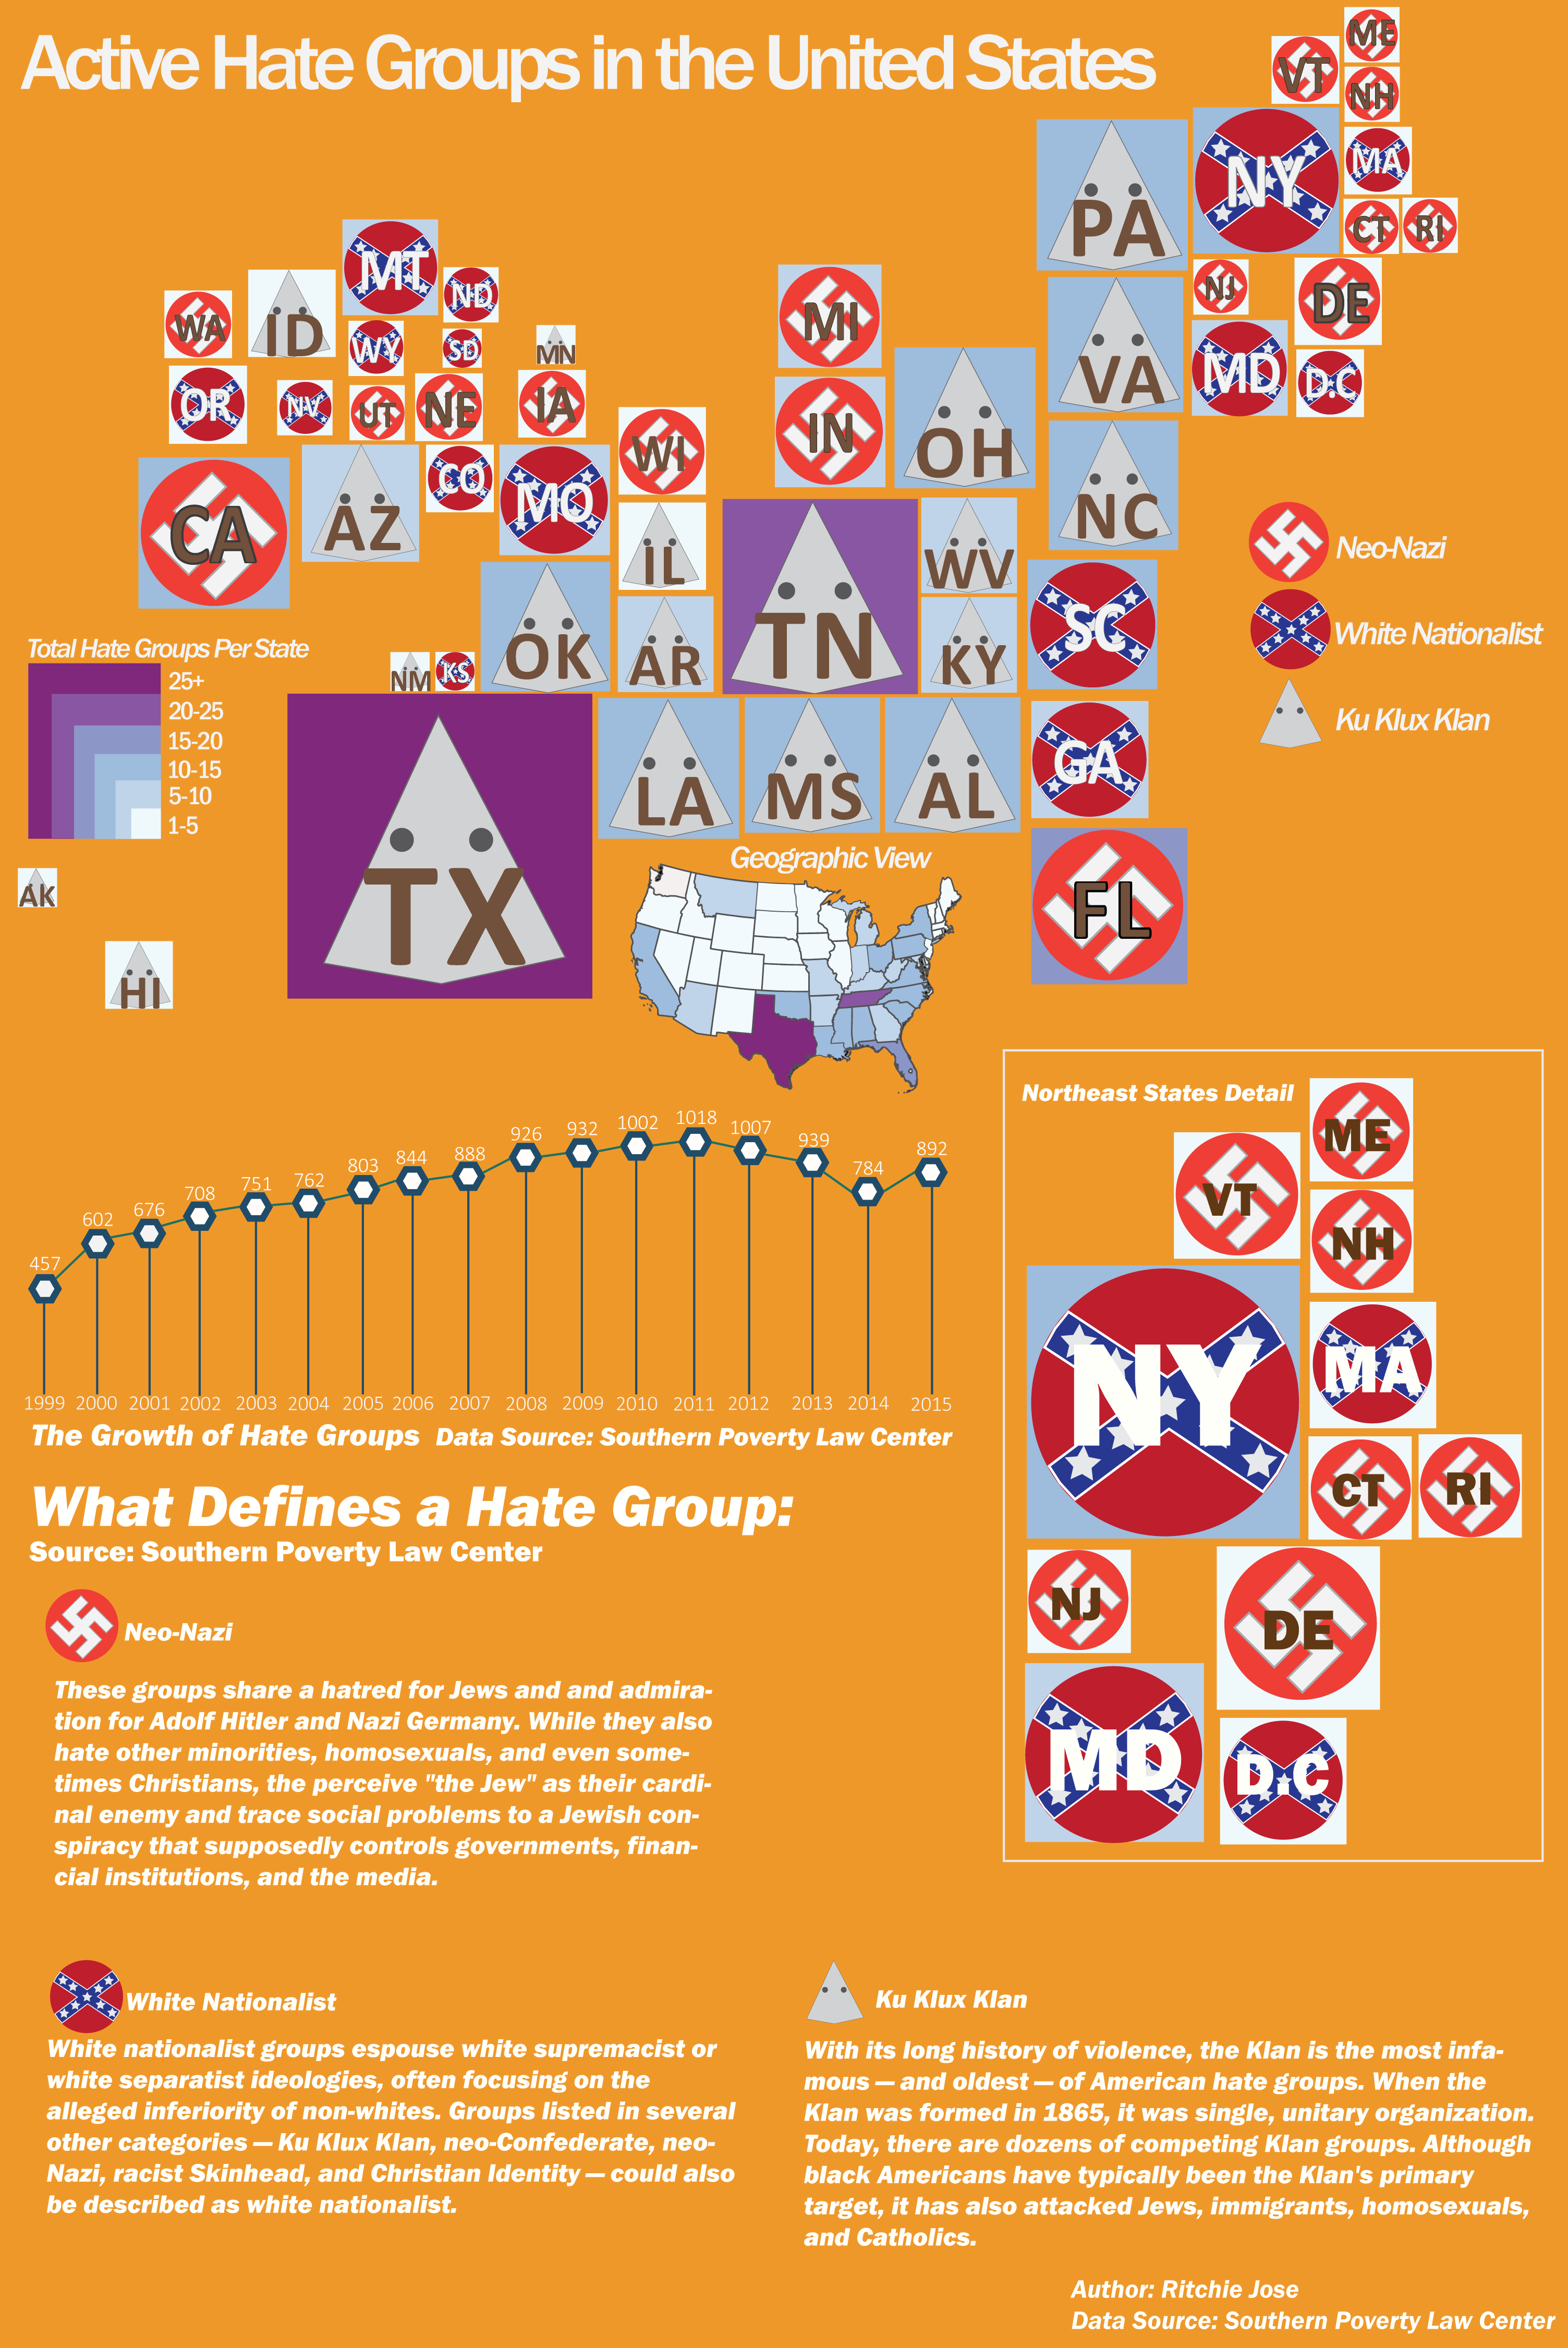 Active Hate Groups in the United States
ME
VT
NH
NY
MA
PA
CT
RI
MT
ND
NJ
DE
WA
ID
MI
VA
WY
SD
MN
MD
D.C
OR
NV
UT
NE
IA
IN
OH
WI
CO
MO
NC
CA
AZ
IL
TN
WV
SC
OK
AR
KY
NM
KS
Neo-Nazi
White Nationalist
Ku Klux Klan
Total Hate Groups Per State
25+
20-25
15-20
10-15
5-10
1-5
TX
LA
MS
AL
GA
FL
AK
HI
Geographic View
Northeast States Detail
ME
VT
NH
NY
MA
CT
RI
NJ
DE
MD
D.C
457
602
676
708
751
762
803
844
888
926
932
1002
1018
1007
939
784
892
1999
2000
2001
2002
2003
2004
2005
2006
2007
2008
2009
2010
2011
2012
2013
2014
2015
The Growth of Hate Groups
Data Source: Southern Poverty Law Center
What Defines a Hate Group:
Source: Southern Poverty Law Center
Neo-Nazi
These groups share a hatred for Jews and and admira-
tion for Adolf Hitler and Nazi Germany. While they also
hate other minorities, homosexuals, and even some-
times Christians, the perceive "the Jew" as their cardi-
nal enemy and trace social problems to a Jewish con-
spiracy that supposedly controls governments, finan-
cial institutions, and the media.
White Nationalist
White nationalist groups espouse white supremacist or
white separatist ideologies, often focusing on the
alleged inferiority of non-whites. Groups listed in several
other categories — Ku Klux Klan, neo-Confederate, neo-
Nazi, racist Skinhead, and Christian Identity — could also
be described as white nationalist.
Ku Klux Klan
With its long history of violence, the Klan is the most infa-
mous — and oldest — of American hate groups. When the
Klan was formed in 1865, it was single, unitary organization.
Today, there are dozens of competing Klan groups. Although
black Americans have typically been the Klan's primary
target, it has also attacked Jews, immigrants, homosexuals,
and Catholics.
Author: Ritchie Jose
Data Source: Southern Poverty Law Center